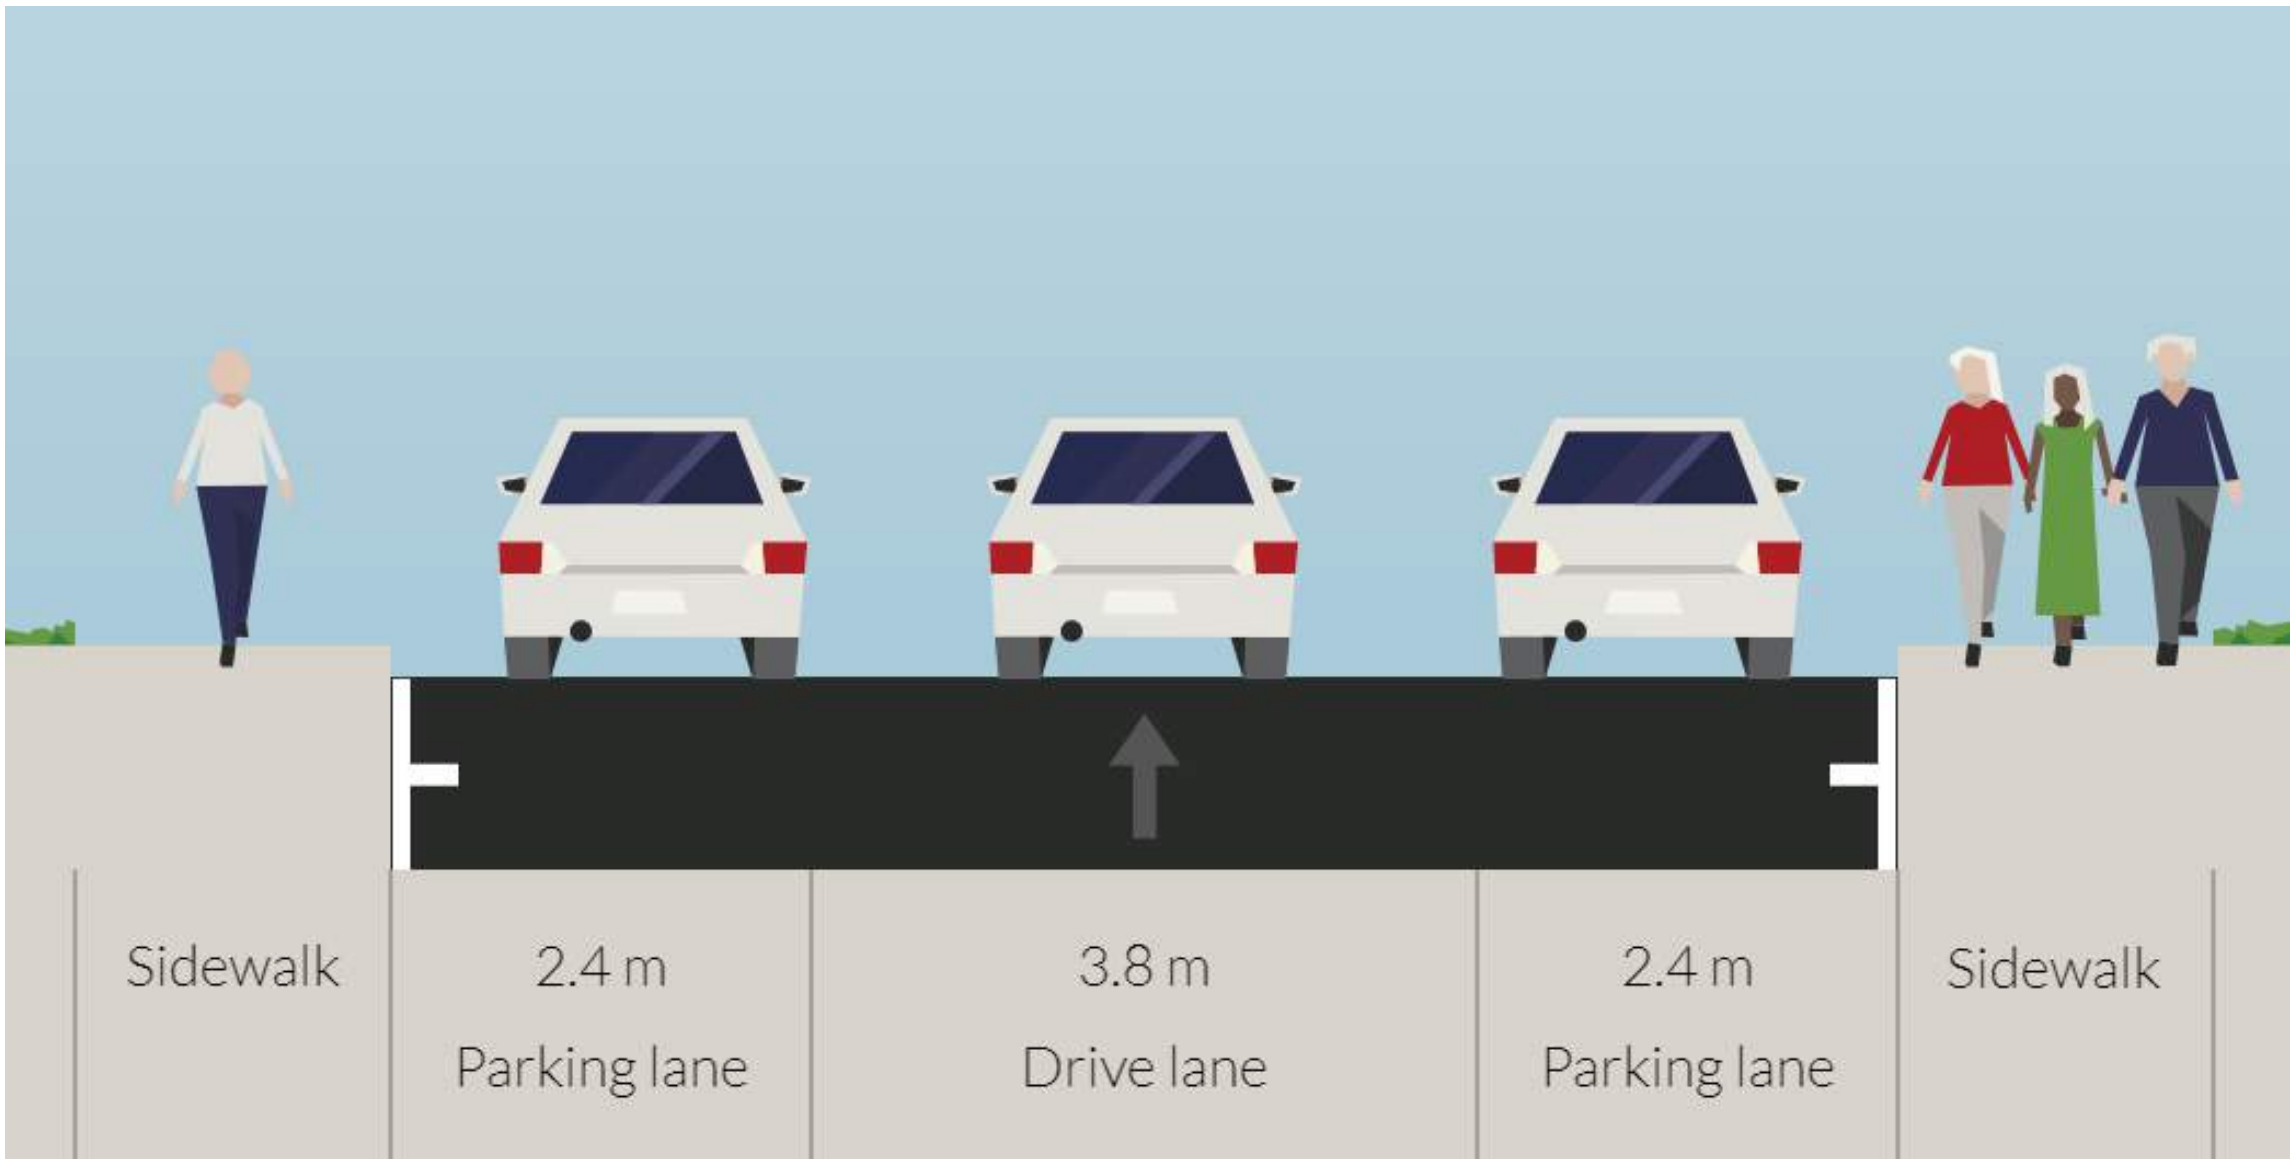 Sidewalk
2.4 m
Parking lane
3.8 m
Drive lane
2.4 m
Parking lane
Sidewalk